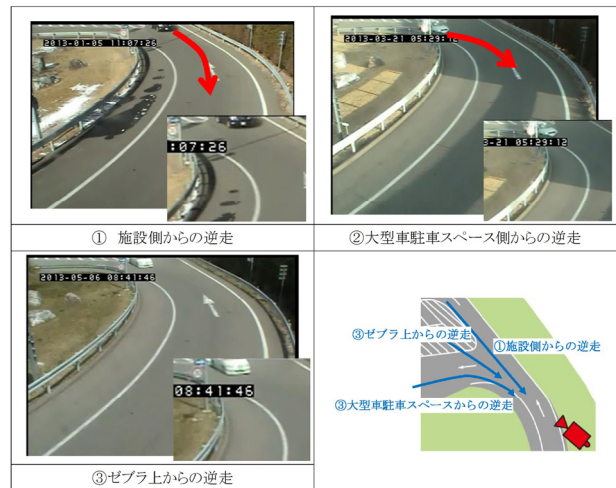 2013-01-05 11:07:26
:07:26
2013-03-21 05:29:12
3-21 05:29:12
① 施設側からの逆走
②大型車駐車スペース側からの逆走
2013-05-06 08:41:46
08:41:46
③ゼブラ上からの逆走
①施設側からの逆走
③大型車駐車スペースからの逆走
③ゼブラ上からの逆走